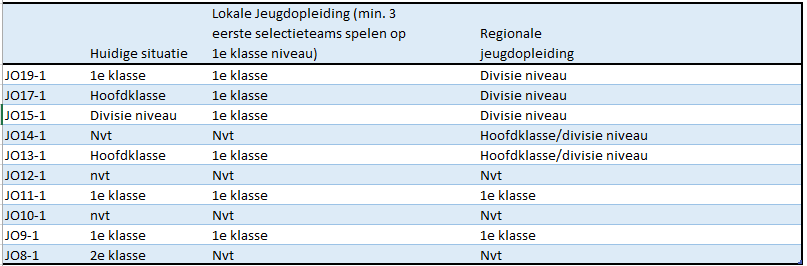 Huidige situatie | Lokale Jeugdopleiding (min. 3 eerste selectieteams spelen op 1e klasse niveau) | Regionale jeugdopleiding
JO19-1 | 1e klasse | 1e klasse | Divisie niveau
JO17-1 | Hoofdklasse | 1e klasse | Divisie niveau
JO15-1 | Divisie niveau | 1e klasse | Divisie niveau
JO14-1 | Nvt | Nvt | Hoofdklasse/divisie niveau
JO13-1 | Hoofdklasse | 1e klasse | Hoofdklasse/divisie niveau
JO12-1 | nvt | Nvt | Nvt
JO11-1 | 1e klasse | 1e klasse | 1e klasse
JO10-1 | nvt | Nvt | Nvt
JO9-1 | 1e klasse | 1e klasse | 1e klasse
JO8-1 | 2e klasse | Nvt | Nvt